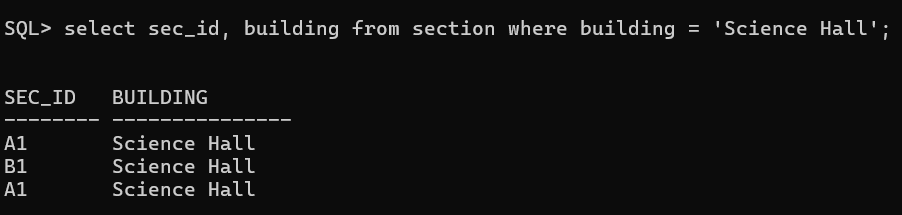 SQL> select sec_id, building from section where building = 'Science Hall';
SEC_ID   BUILDING
-------- ---------------
A1       Science Hall
B1       Science Hall
A1       Science Hall